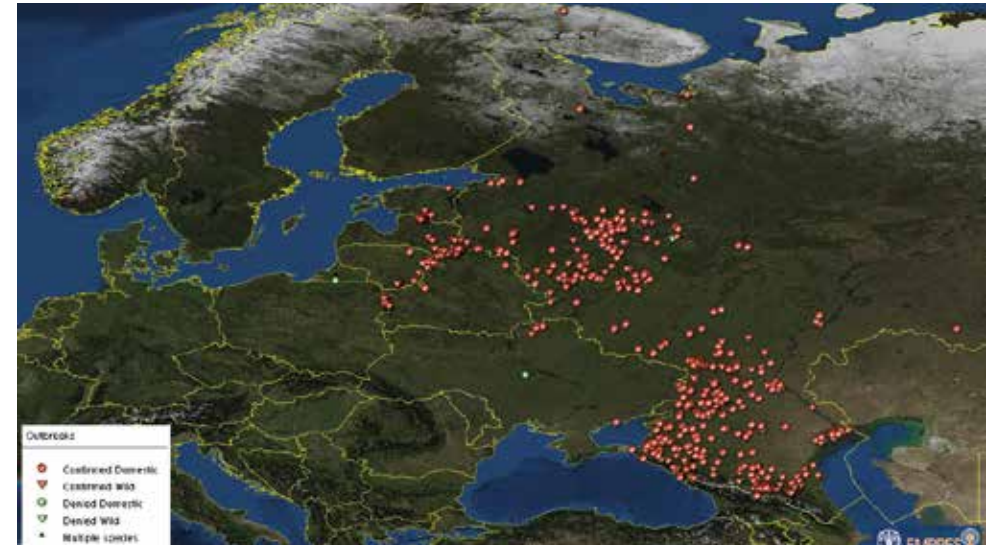 Outbreaks
Confirmed Domestic
Confirmed Wild
Denied Domestic
Denied Wild
Multiple species
EMPRES